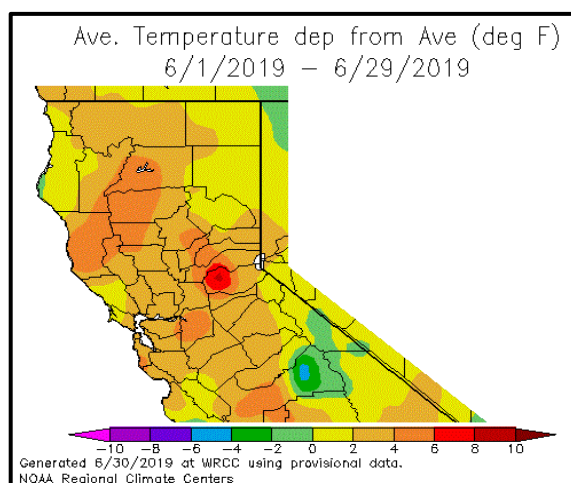 Ave. Temperature dep from Ave (deg F)
6/1/2019 – 6/29/2019
-10 -8 -6 -4 -2 0 2 4 6 8 10
Generated 6/30/2019 at WRCC using provisional data.
NOAA Regional Climate Centers